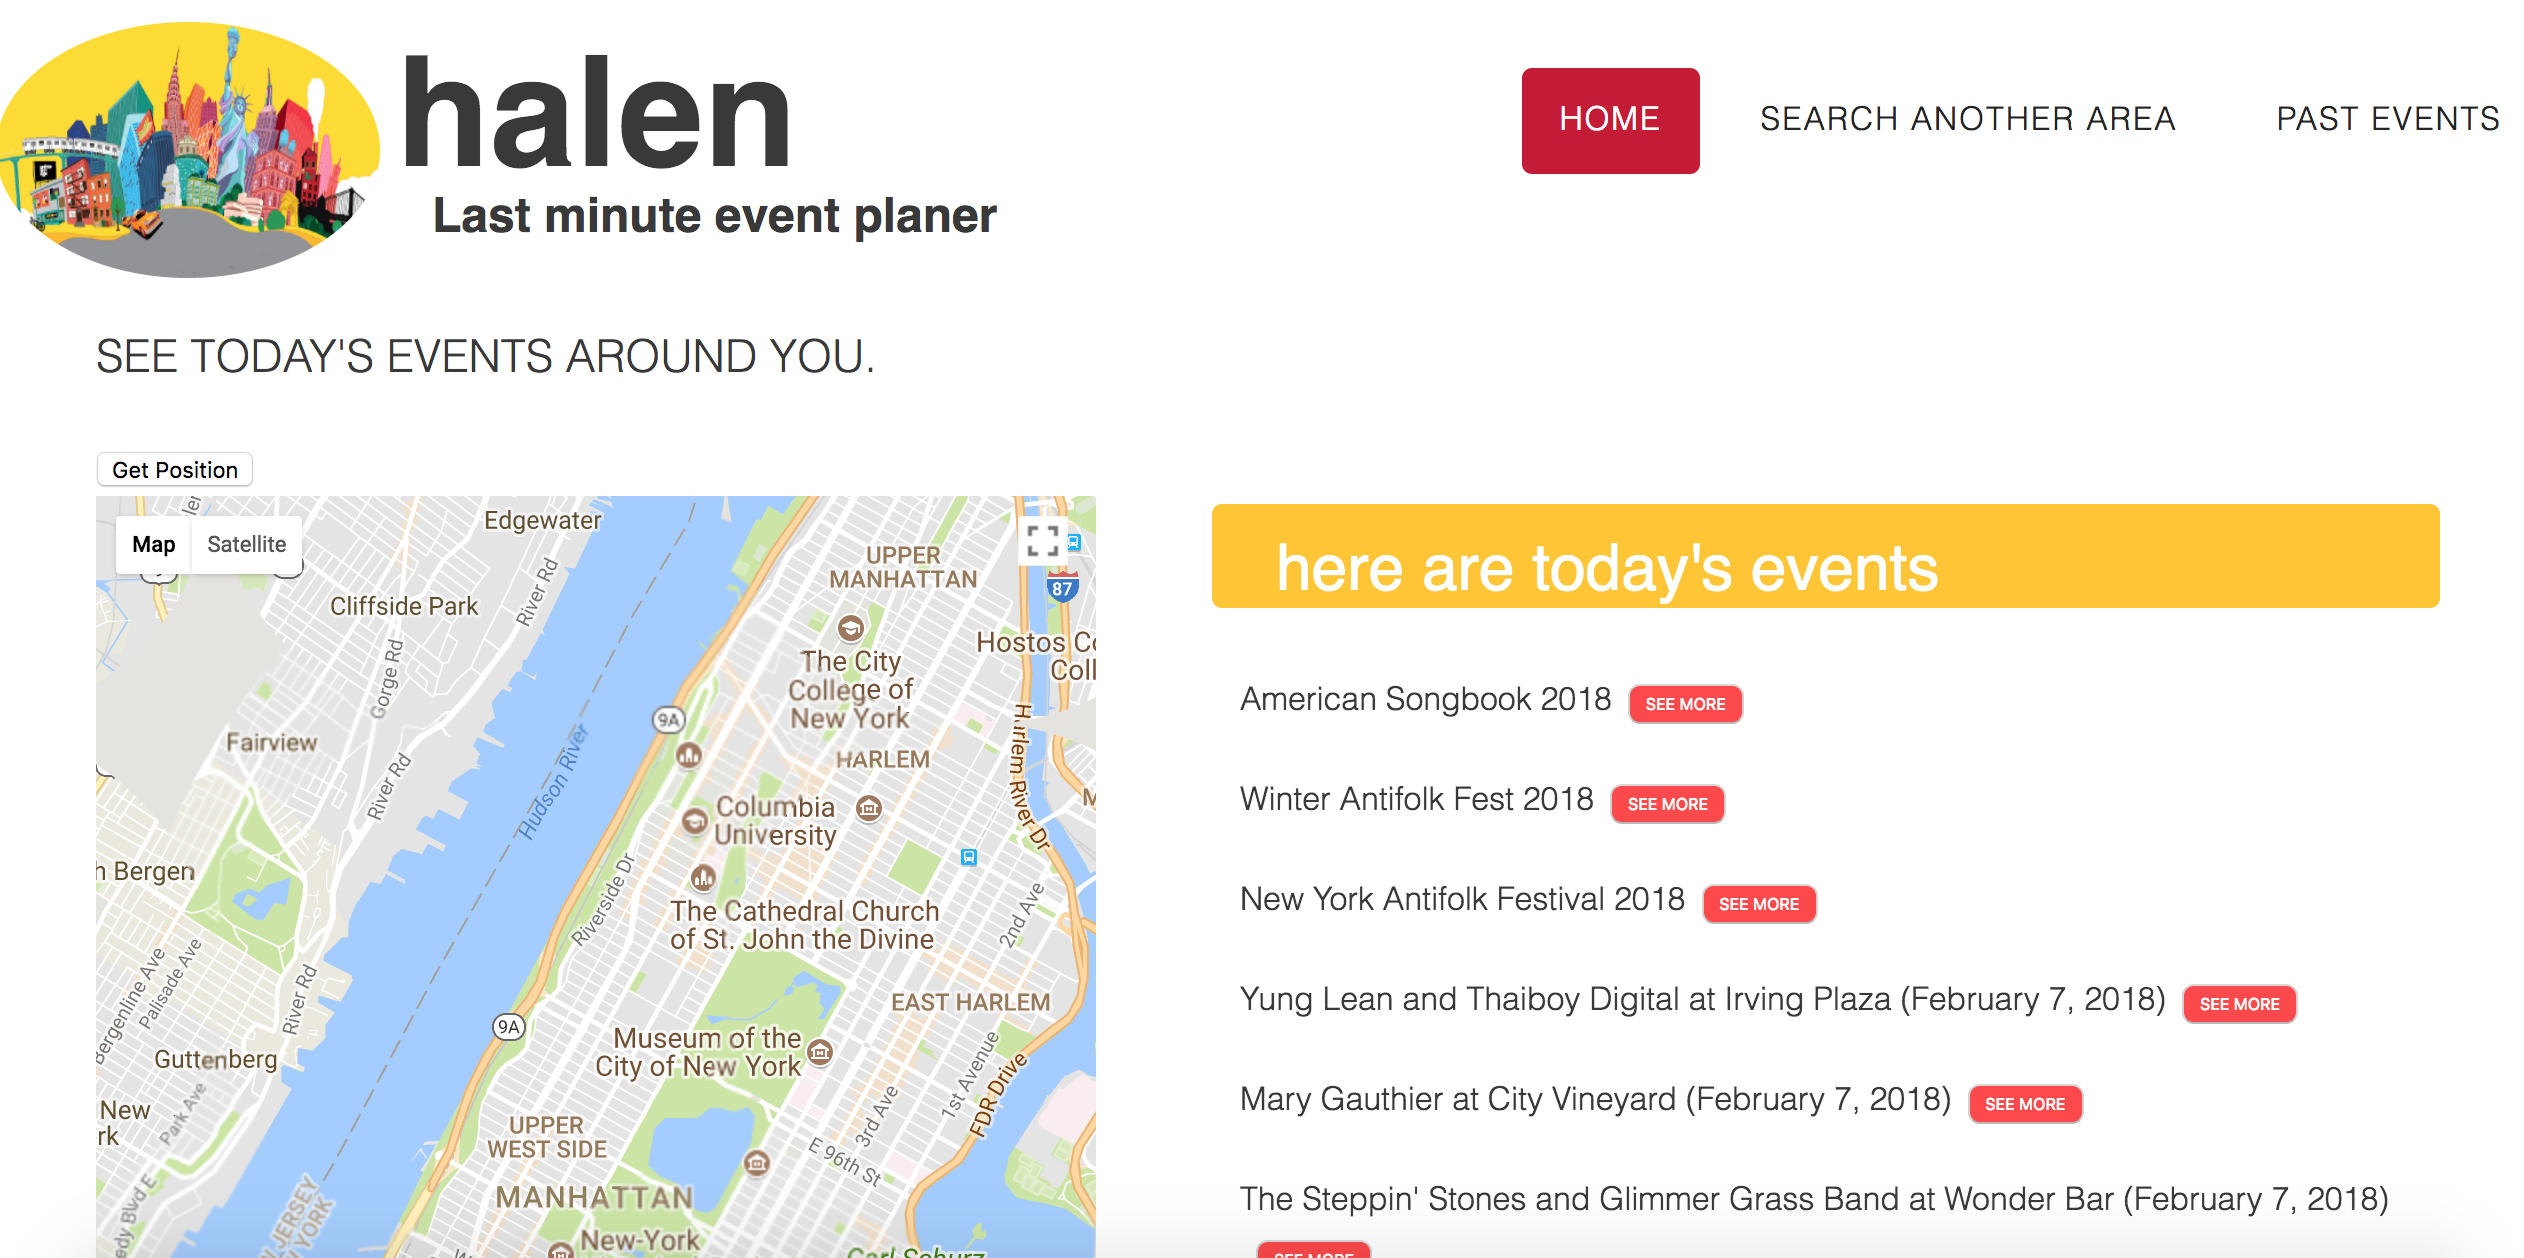 halen
Last minute event planer
HOME
SEARCH ANOTHER AREA
PAST EVENTS
SEE TODAY'S EVENTS AROUND YOU.
Get Position
Map
Satellite
Edgewater
Cliffside Park
River Rd
Gorge Rd
Fairview
River Rd
Hudson River
h Bergen
Bergenline Ave
Palisade Ave
River Rd
Guttenberg
Park Ave
New
rk
edy Blvd E
JERSEY
YORK
UPPER
MANHATTAN
87
Hostos Co
Coll
The City
College of
New York
9A
HARLEM
Harlem River Dr
Columbia
University
Riverside Dr
The Cathedral Church
of St. John the Divine
2nd Ave
EAST HARLEM
9A
Museum of the
City of New York
1st Avenue
FDR Drive
3rd Ave
E 96th St
UPPER
WEST SIDE
MANHATTAN
New-York
Carl Schurz
here are today's events
American Songbook 2018 SEE MORE
Winter Antifolk Fest 2018 SEE MORE
New York Antifolk Festival 2018 SEE MORE
Yung Lean and Thaiboy Digital at Irving Plaza (February 7, 2018) SEE MORE
Mary Gauthier at City Vineyard (February 7, 2018) SEE MORE
The Steppin' Stones and Glimmer Grass Band at Wonder Bar (February 7, 2018)
SEE MORE